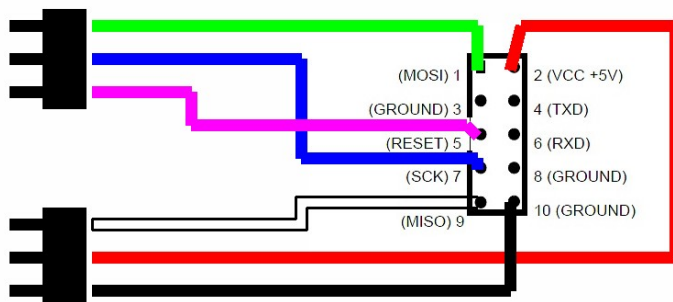 (MOSI) 1
2 (VCC +5V)
(GROUND) 3
4 (TXD)
(RESET) 5
6 (RXD)
(SCK) 7
8 (GROUND)
(MISO) 9
10 (GROUND)